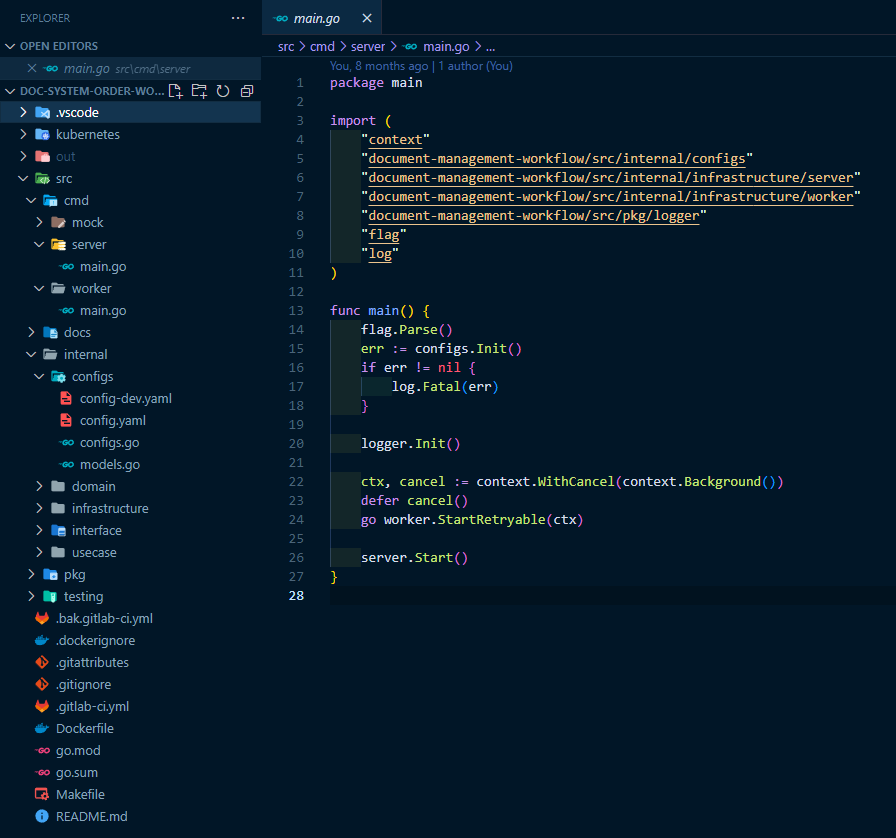 EXPLORER
OPEN EDITORS
main.go src\cmd\server
DOC-SYSTEM-ORDER-WO...
.vscode
kubernetes
out
src
cmd
mock
server
main.go
worker
main.go
docs
internal
configs
config-dev.yaml
config.yaml
configs.go
models.go
domain
infrastructure
interface
usecase
pkg
testing
.bak.gitlab-ci.yml
.dockerignore
.gitattributes
.gitignore
.gitlab-ci.yml
Dockerfile
go.mod
go.sum
Makefile
README.md
main.go
src > cmd > server > main.go > ...
You, 8 months ago | 1 author (You)
1 package main
2
3 import (
4 "context"
5 "document-management-workflow/src/internal/configs"
6 "document-management-workflow/src/internal/infrastructure/server"
7 "document-management-workflow/src/internal/infrastructure/worker"
8 "document-management-workflow/src/pkg/logger"
9 "flag"
10 "log"
11 )
12
13 func main() {
14 flag.Parse()
15 err := configs.Init()
16 if err != nil {
17 log.Fatal(err)
18 }
19
20 logger.Init()
21
22 ctx, cancel := context.WithCancel(context.Background())
23 defer cancel()
24 go worker.StartRetryable(ctx)
25
26 server.Start()
27 }
28